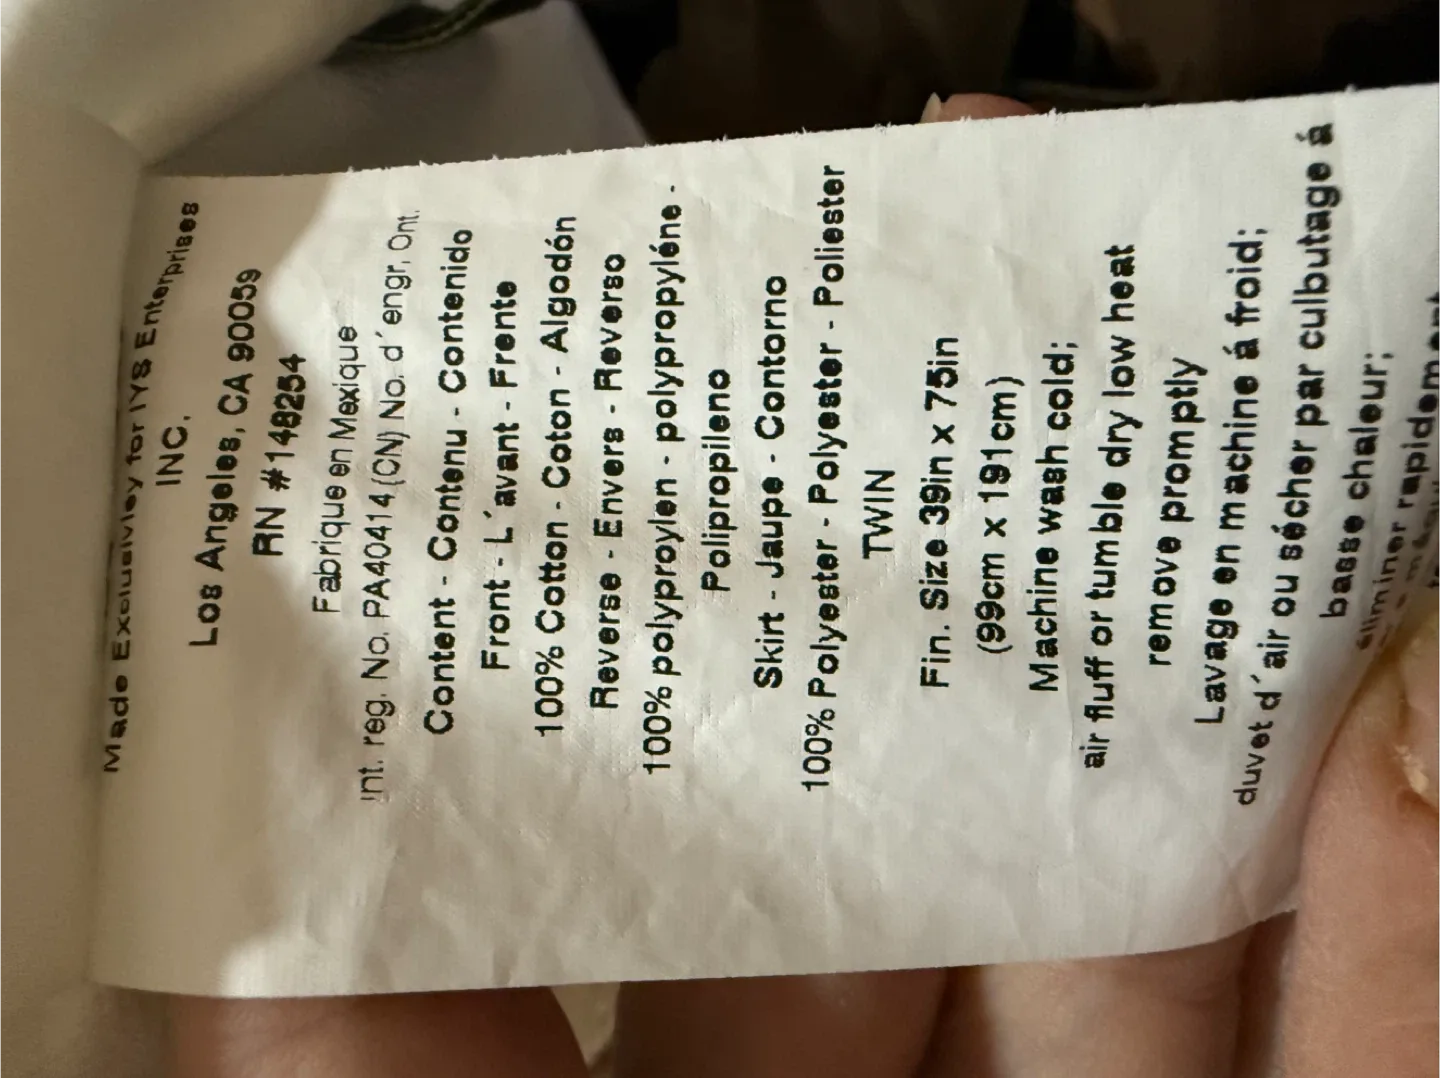 Made Exclusivley for IYS Enterprises
INC.
Los Angeles, CA 90059
RN #148254
Fabrique en Mexique
Int. reg. No. PA40414(CN) No. d´engr. Ont.
Content - Contenu - Contenido
Front - L´avant - Frente
100% Cotton - Coton - Algodón
Reverse - Envers - Reverso
100% polyproylen - polypropyléne -
Polipropileno
Skirt - Jaupe - Contorno
100% Polyester - Polyester - Poliester
TWIN
Fin. Size 39in x 75in
(99cm x 191cm)
Machine wash cold;
air fluff or tumble dry low heat
remove promptly
Lavage en machine á froid;
duvet d´air ou sécher par culbutage á
basse chaleur;
eliminer rapidement